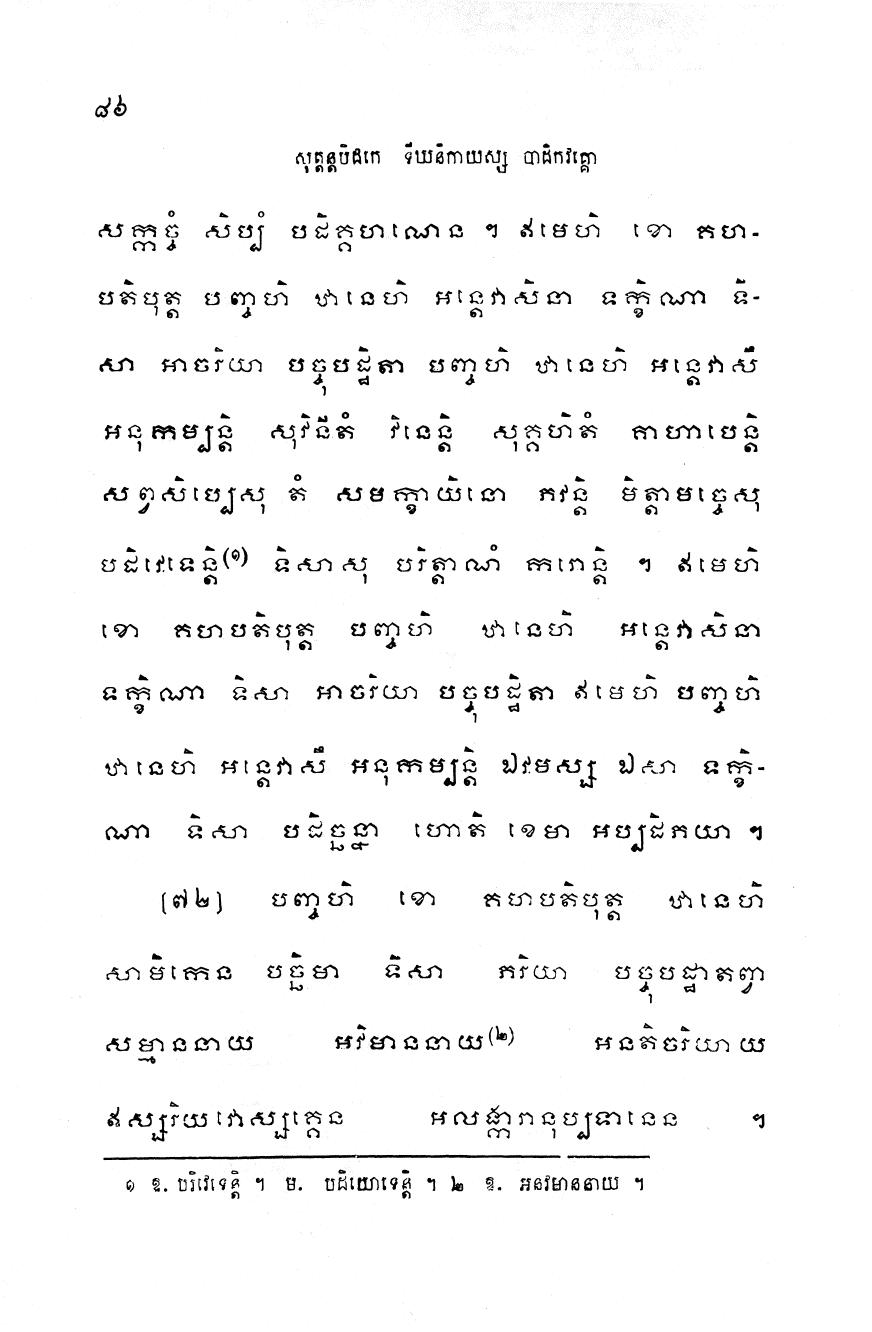 ៨៦
សុត្តន្តបិដកេ ទីឃនិកាយស្ស បាដិកវគ្គោ
សក្កច្ចំ សិប្បំ បដិគ្គហណេន ។ ឥមេហិ ខោ គហ-
បតិបុត្ត បញ្ចហិ ឋានេហិ អន្តេវាសិនា ទក្ខិណា ទិ-
សា អាចរិយា បច្ចុបដ្ឋិតា បញ្ចហិ ឋានេហិ អន្តេវាសឹ
អនុកម្បន្តិ សុវិនីតំ វិនេន្តិ សុគ្គហិតំ គាហាបេន្តិ
សព្វសិប្បេសុ តំ សមក្ខាយិនោ ភវន្តិ មិត្តាមច្ចេសុ
បដិវេទេន្តិ(១) ទិសាសុ បរិត្តាណំ ករោន្តិ ។ ឥមេហិ
ខោ គហបតិបុត្ត បញ្ចហិ ឋានេហិ អន្តេវាសិនា
ទក្ខិណា ទិសា អាចរិយា បច្ចុបដ្ឋិតា ឥមេហិ បញ្ចហិ
ឋានេហិ អន្តេវាសឹ អនុកម្បន្តិ ឯវមស្ស ឯសា ទក្ខិ-
ណា ទិសា បដិច្ឆន្នា ហោតិ ខេមា អប្បដិភយា ។
(៧២) បញ្ចហិ ខោ គហបតិបុត្ត ឋានេហិ
សាមិកេន បច្ឆិមា ទិសា ភរិយា បច្ចុបដ្ឋាតព្វា
សម្មាននាយ អវិមាននាយ(២) អនតិចរិយាយ
ឥស្សរិយវោស្សគ្គេន អលង្ការានុប្បទានេន ។
១ ឱ. បរិវេទេន្តិ ។ ម. បដិយោទេន្តិ ។ ២ ឱ. អនវមាននាយ ។